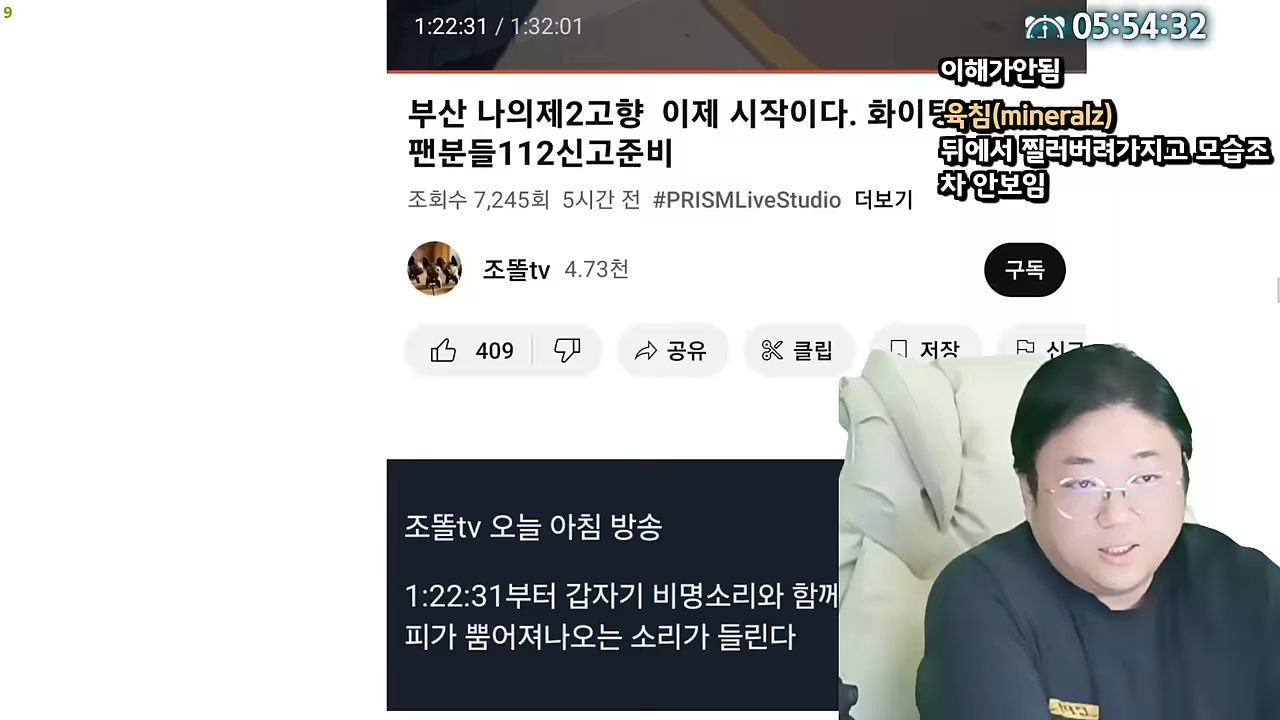 9
1:22:31 / 1:32:01
05:54:32
이해가안됨
부산 나의제2고향 이제 시작이다. 화이팅
육침(mineralz)
팬분들112신고준비
뒤에서 찔러버려가지고 모습조
차 안보임
조회수 7,245회 5시간 전 #PRISMLiveStudio 더보기
조똘tv 4.73천
구독
409
공유
클립
저장
조똘tv 오늘 아침 방송
1:22:31부터 갑자기 비명소리와 함께
피가 뿜어져나오는 소리가 들린다